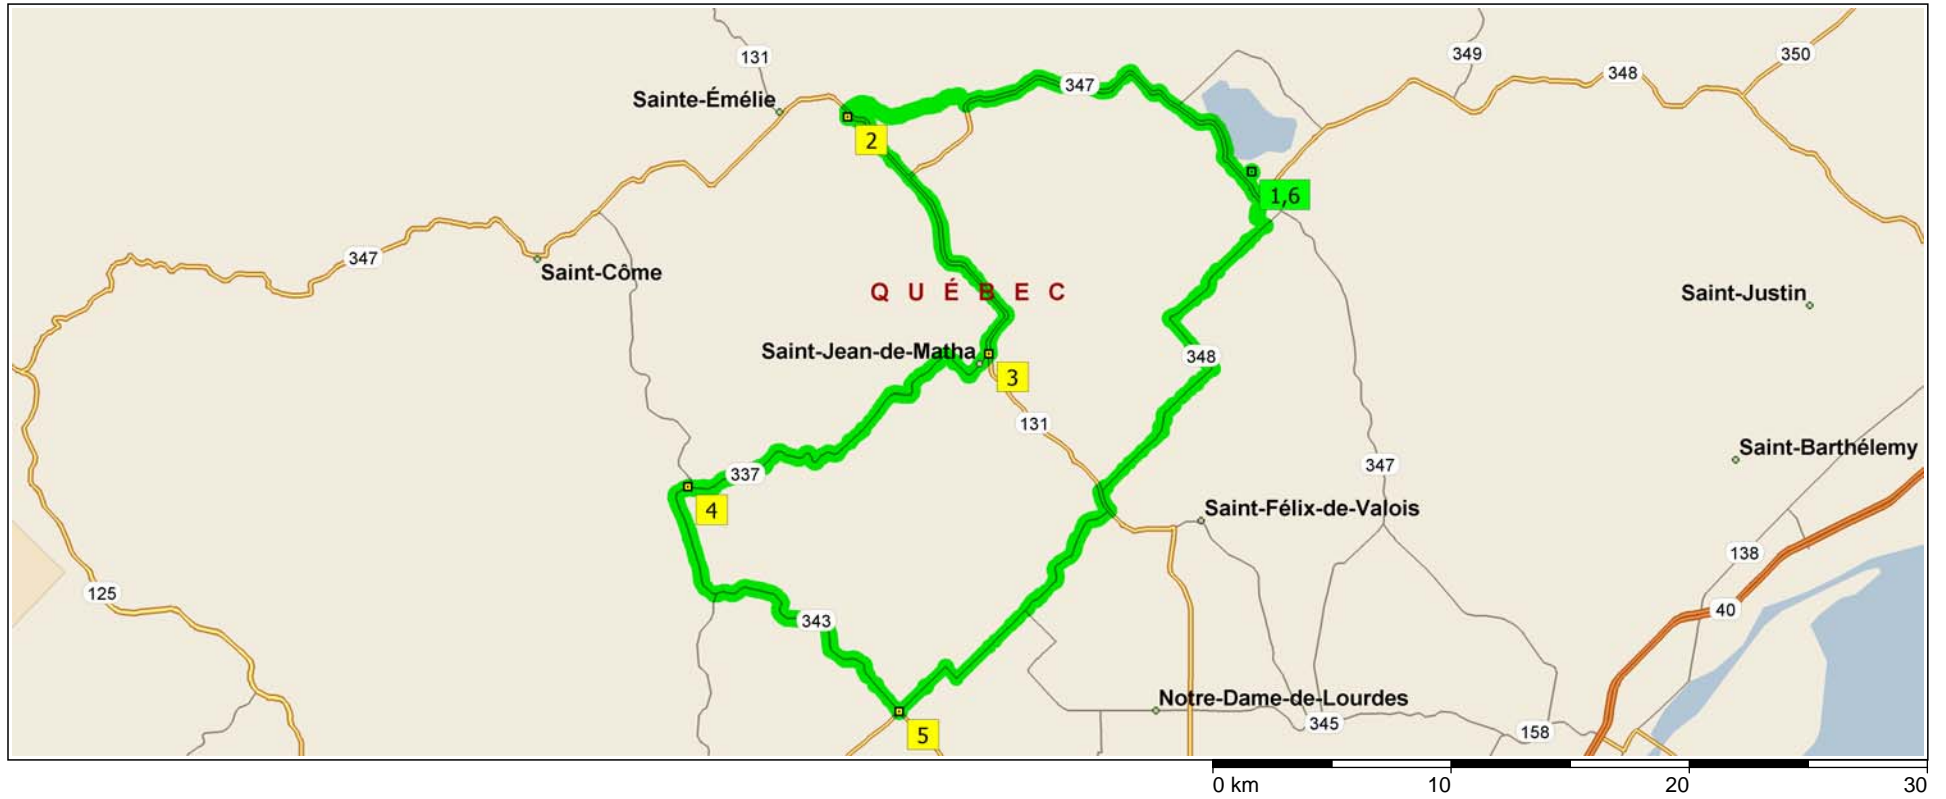 349
350
131
348
347
Sainte-Émélie
2
1,6
347
Saint-Côme
QUÉBEC
Saint-Justin
Saint-Jean-de-Matha
348
3
131
Saint-Barthélemy
347
337
4
Saint-Félix-de-Valois
138
125
40
343
Notre-Dame-de-Lourdes
345
158
5
0 km 10 20 30